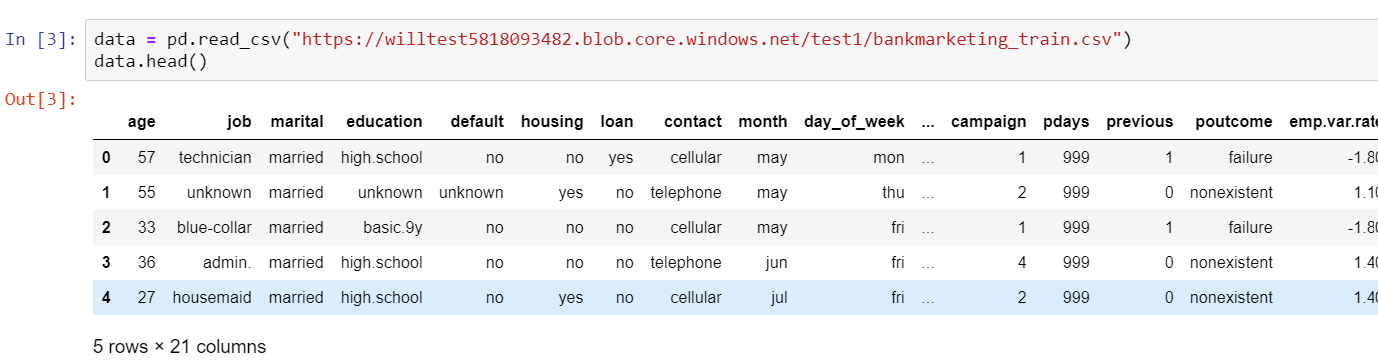 In [3]: data = pd.read_csv("https://willtest5818093482.blob.core.windows.net/test1/bankmarketing_train.csv")
data.head()
Out[3]:
age job marital education default housing loan contact month day_of_week ... campaign pdays previous poutcome emp.var.rate
0 57 technician married high.school no no yes cellular may mon ... 1 999 1 failure -1.80
1 55 unknown married unknown unknown yes no telephone may thu ... 2 999 0 nonexistent 1.10
2 33 blue-collar married basic.9y no no no cellular may fri ... 1 999 1 failure -1.80
3 36 admin. married high.school no no no telephone jun fri ... 4 999 0 nonexistent 1.40
4 27 housemaid married high.school no yes no cellular jul fri ... 2 999 0 nonexistent 1.40
5 rows × 21 columns